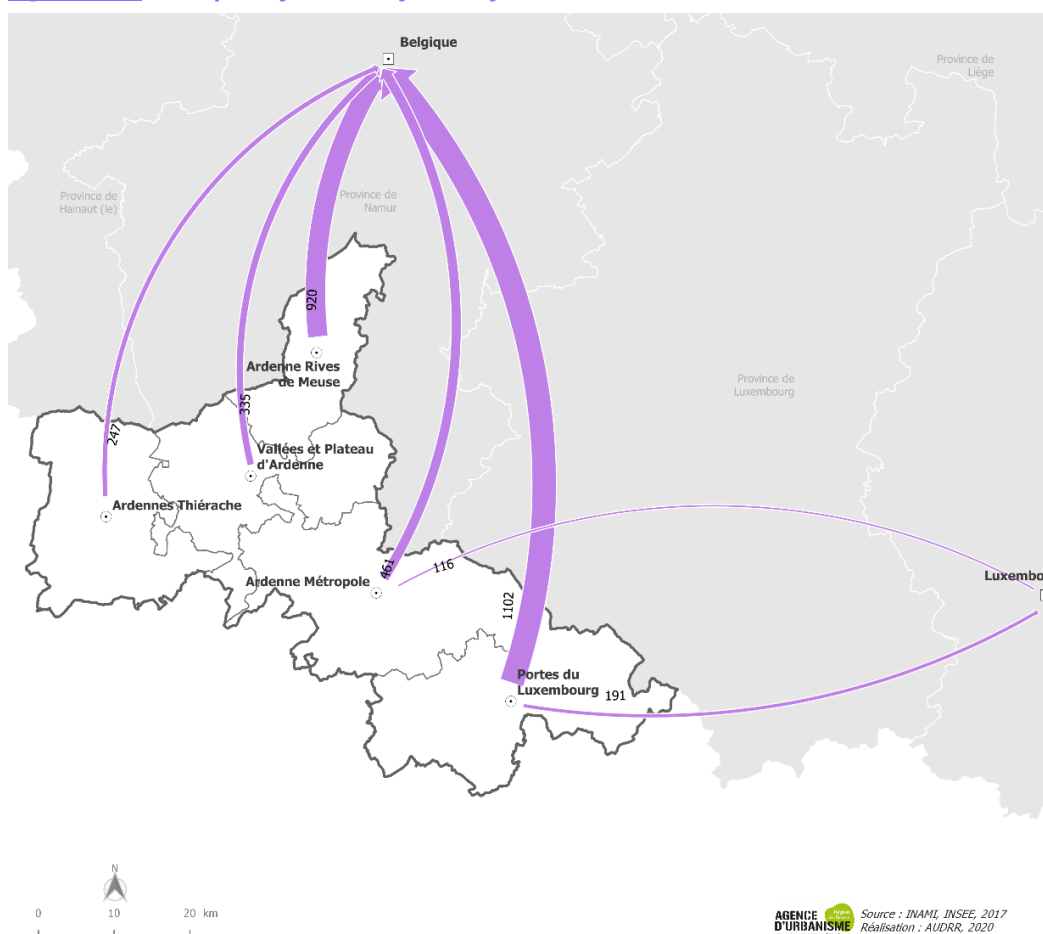 Belgique
Province de
Liège
Province de
Hainaut (le)
Province de
Namur
920
Ardenne Rives
de Meuse
Province de
Luxembourg
335
247
Vallées et Plateau
d'Ardenne
Ardennes Thiérache
461
116
Ardenne Métropole
Luxembo
1102
Portes du
Luxembourg
191
N
0 10 20 km
AGENCE
D'URBANISME
Source : INAMI, INSEE, 2017
Réalisation : AUDRR, 2020